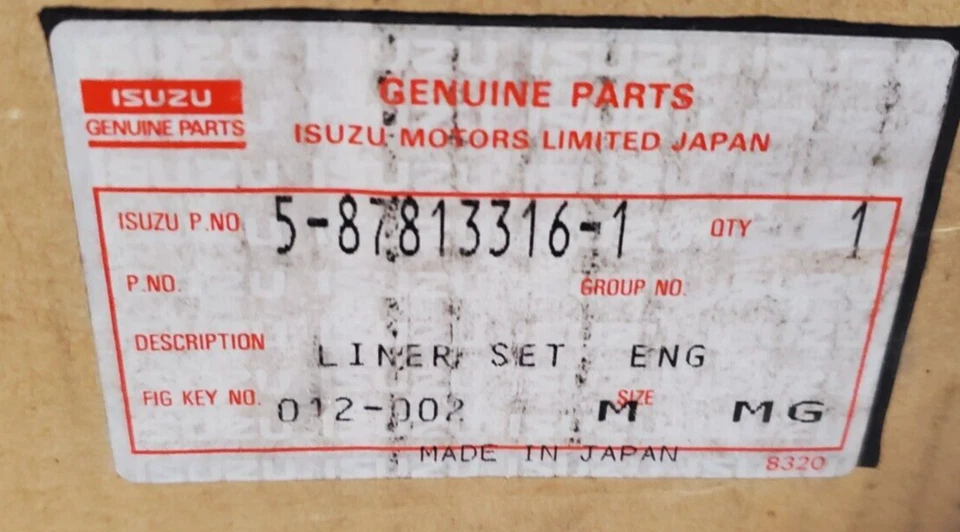 ISUZU
GENUINE PARTS
GENUINE PARTS
ISUZU MOTORS LIMITED JAPAN
ISUZU P.NO. 5-87813316-1 QTY 1
P.NO. GROUP NO.
DESCRIPTION LINER SET, ENG
FIG KEY NO. 012-002 SIZE M MG
MADE IN JAPAN
8320